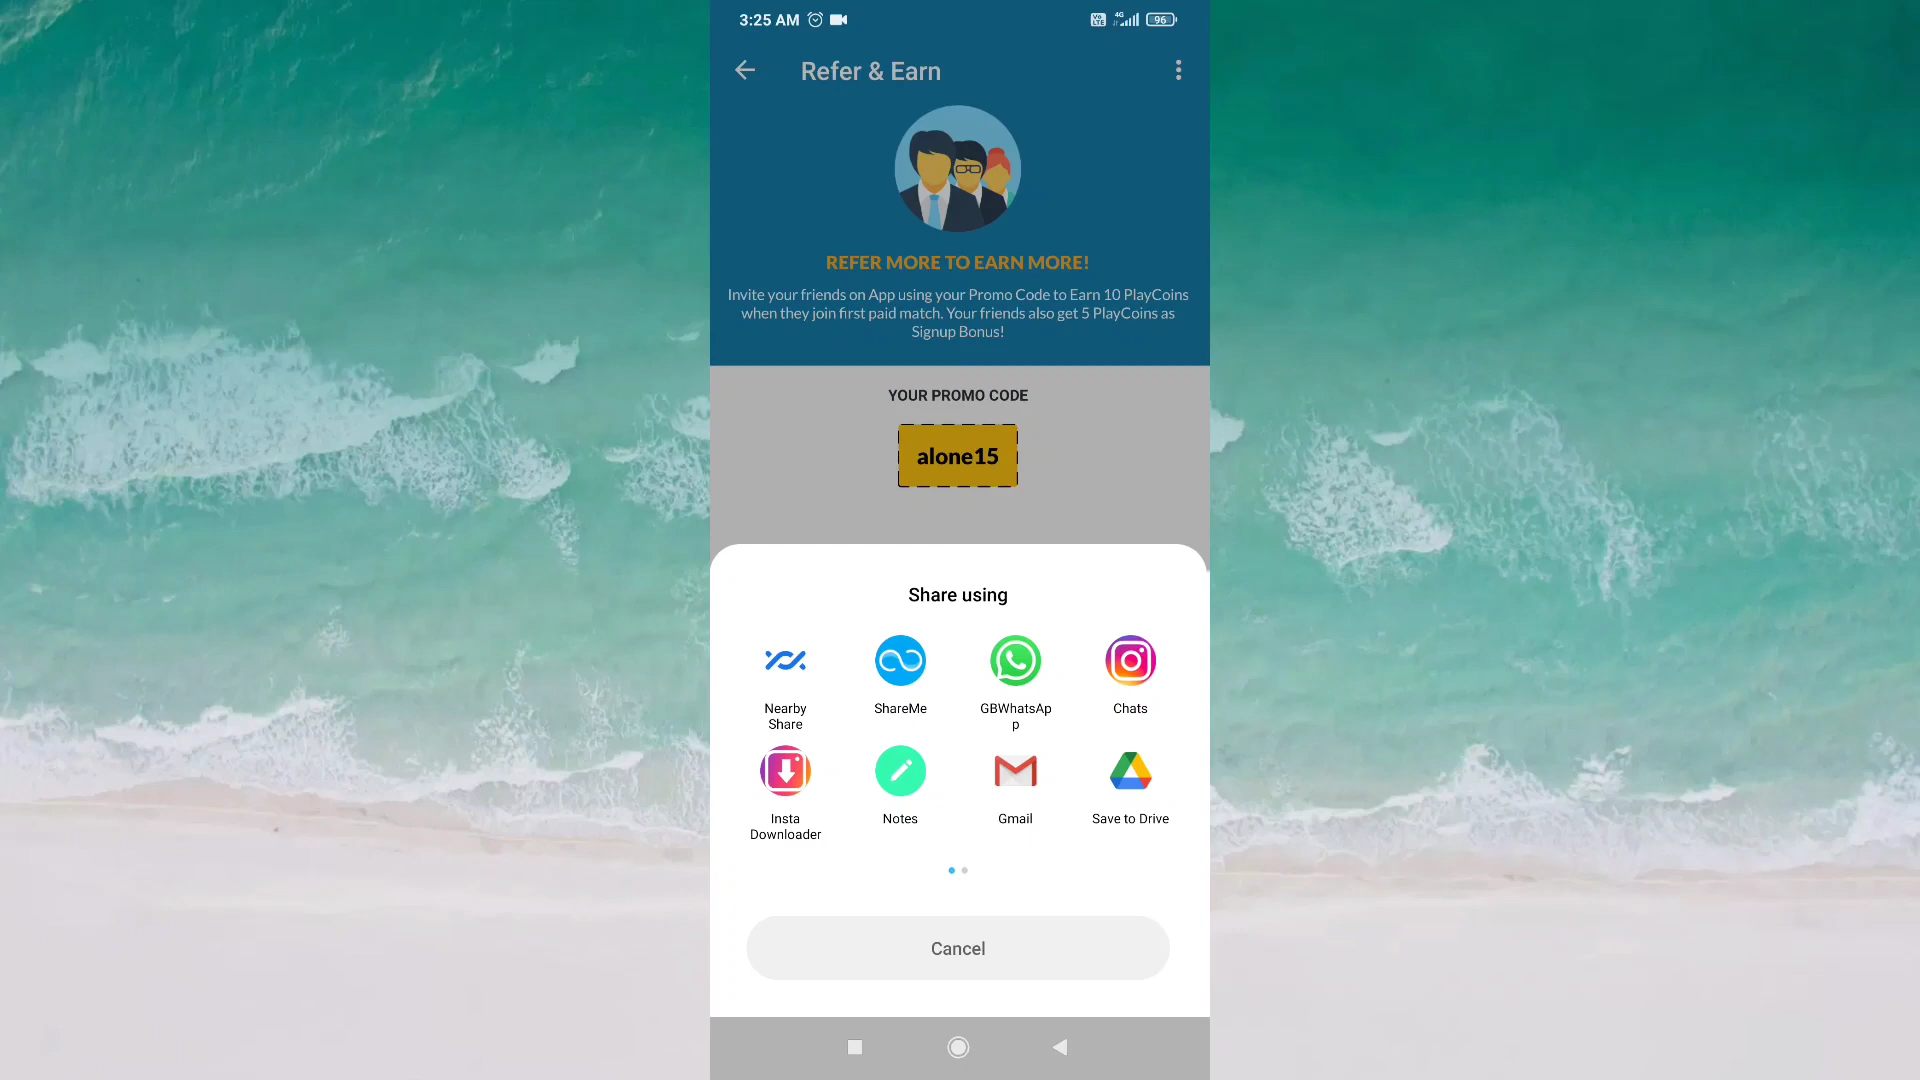 3:25 AM
4G
Vo LTE
96
Refer & Earn
REFER MORE TO EARN MORE!
Invite your friends on App using your Promo Code to Earn 10 PlayCoins
when they join first paid match. Your friends also get 5 PlayCoins as
Signup Bonus!
YOUR PROMO CODE
alone15
Share using
Nearby
Share
ShareMe
GBWhatsAp
p
Chats
Insta
Downloader
Notes
Gmail
Save to Drive
Cancel